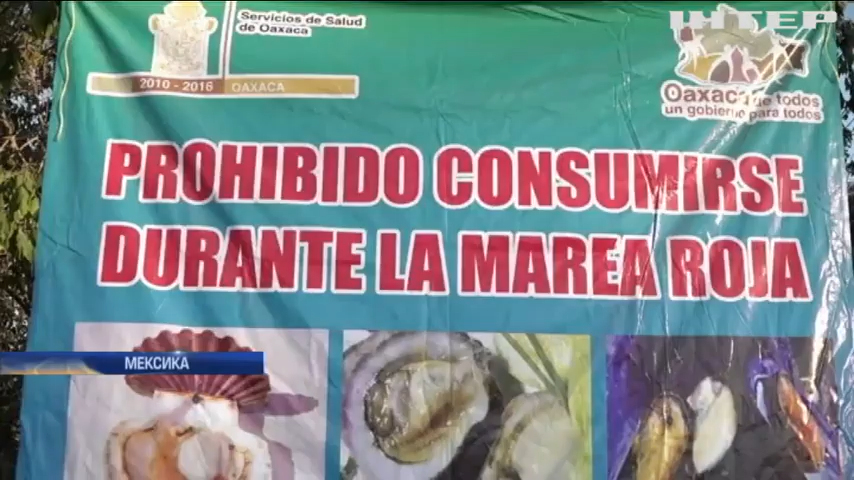 Servicios de Salud
de Oaxaca
ІНТЕР
2010 - 2016 OAXACA
Oaxaca de todos
un gobierno para todos
PROHIBIDO CONSUMIRSE
DURANTE LA MAREA ROJA
МЕКСИКА